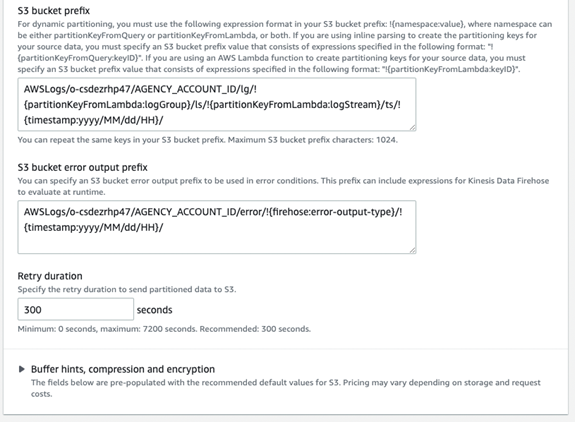 S3 bucket prefix
For dynamic partitioning, you must use the following expression format in your S3 bucket prefix: !{namespace:value}, where namespace can
be either partitionKeyFromQuery or partitionKeyFromLambda, or both. If you are using inline parsing to create the partitioning keys for
your source data, you must specify an S3 bucket prefix value that consists of expressions specified in the following format: "!
{partitionKeyFromQuery:keyID}". If you are using an AWS Lambda function to create partitioning keys for your source data, you must
specify an S3 bucket prefix value that consists of expressions specified in the following format: "!{partitionKeyFromLambda:keyID}".
AWSLogs/o-csdezrhp47/AGENCY_ACCOUNT_ID/lg/!
{partitionKeyFromLambda:logGroup}/ls/!{partitionKeyFromLambda:logStream}/ts/!
{timestamp:yyyy/MM/dd/HH}/
You can repeat the same keys in your S3 bucket prefix. Maximum S3 bucket prefix characters: 1024.
S3 bucket error output prefix
You can specify an S3 bucket error output prefix to be used in error conditions. This prefix can include expressions for Kinesis Data Firehose
to evaluate at runtime.
AWSLogs/o-csdezrhp47/AGENCY_ACCOUNT_ID/error/!{firehose:error-output-type}/!
{timestamp:yyyy/MM/dd/HH}/
Retry duration
Specify the retry duration to send partitioned data to S3.
300 seconds
Minimum: 0 seconds, maximum: 7200 seconds. Recommended: 300 seconds.
Buffer hints, compression and encryption
The fields below are pre-populated with the recommended default values for S3. Pricing may vary depending on storage and request
costs.